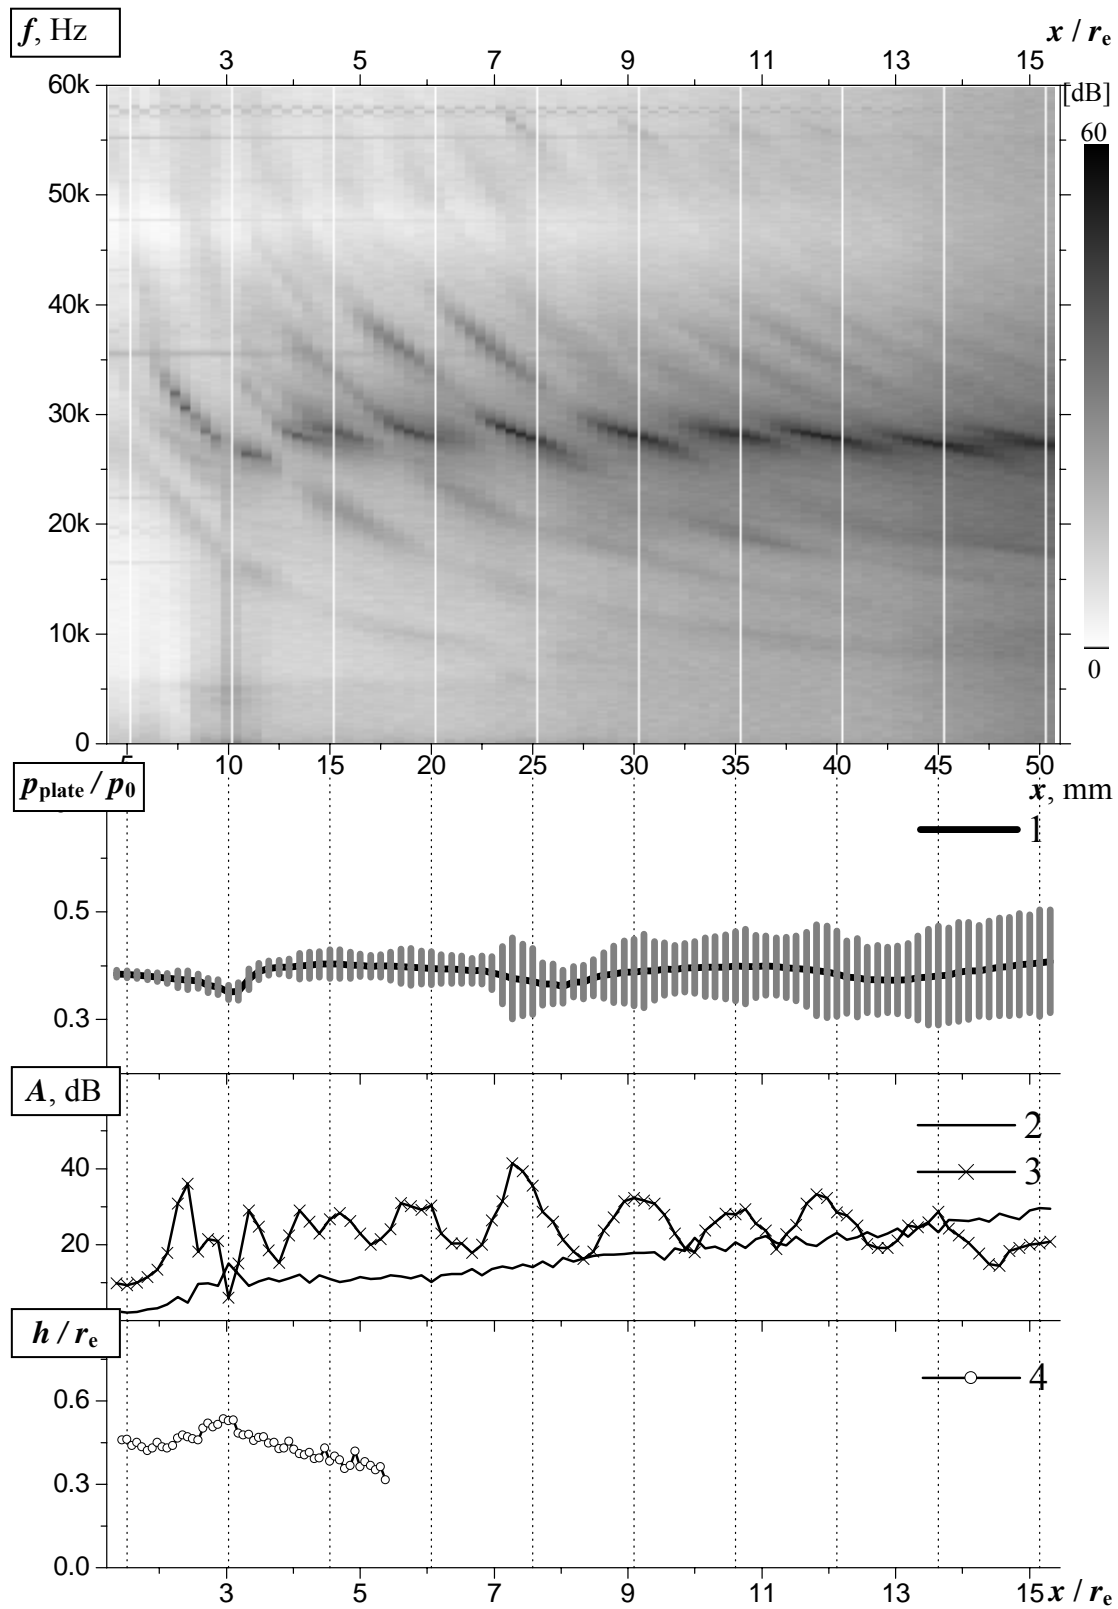 f, Hz
x / rₑ
3 5 7 9 11 13 15
[dB]
60
0
60k
50k
40k
30k
20k
10k
0
5 10 15 20 25 30 35 40 45 50
x, mm
p_plate / p₀
1
0.5
0.3
A, dB
2
3
40
20
h / rₑ
4
0.6
0.3
0.0
3 5 7 9 11 13 15 x / rₑ